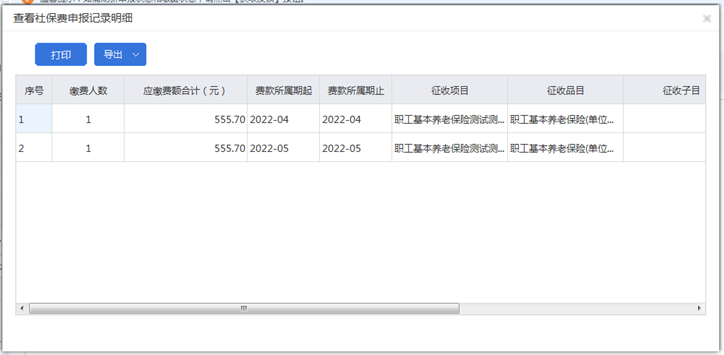 查看社保费申报记录明细
打印 导出
序号 缴费人数 应缴费额合计（元） 费款所属期起 费款所属期止 征收项目 征收品目 征收子目
1 1 555.70 2022-04 2022-04 职工基本养老保险测试测... 职工基本养老保险(单位...
2 1 555.70 2022-05 2022-05 职工基本养老保险测试测... 职工基本养老保险(单位...